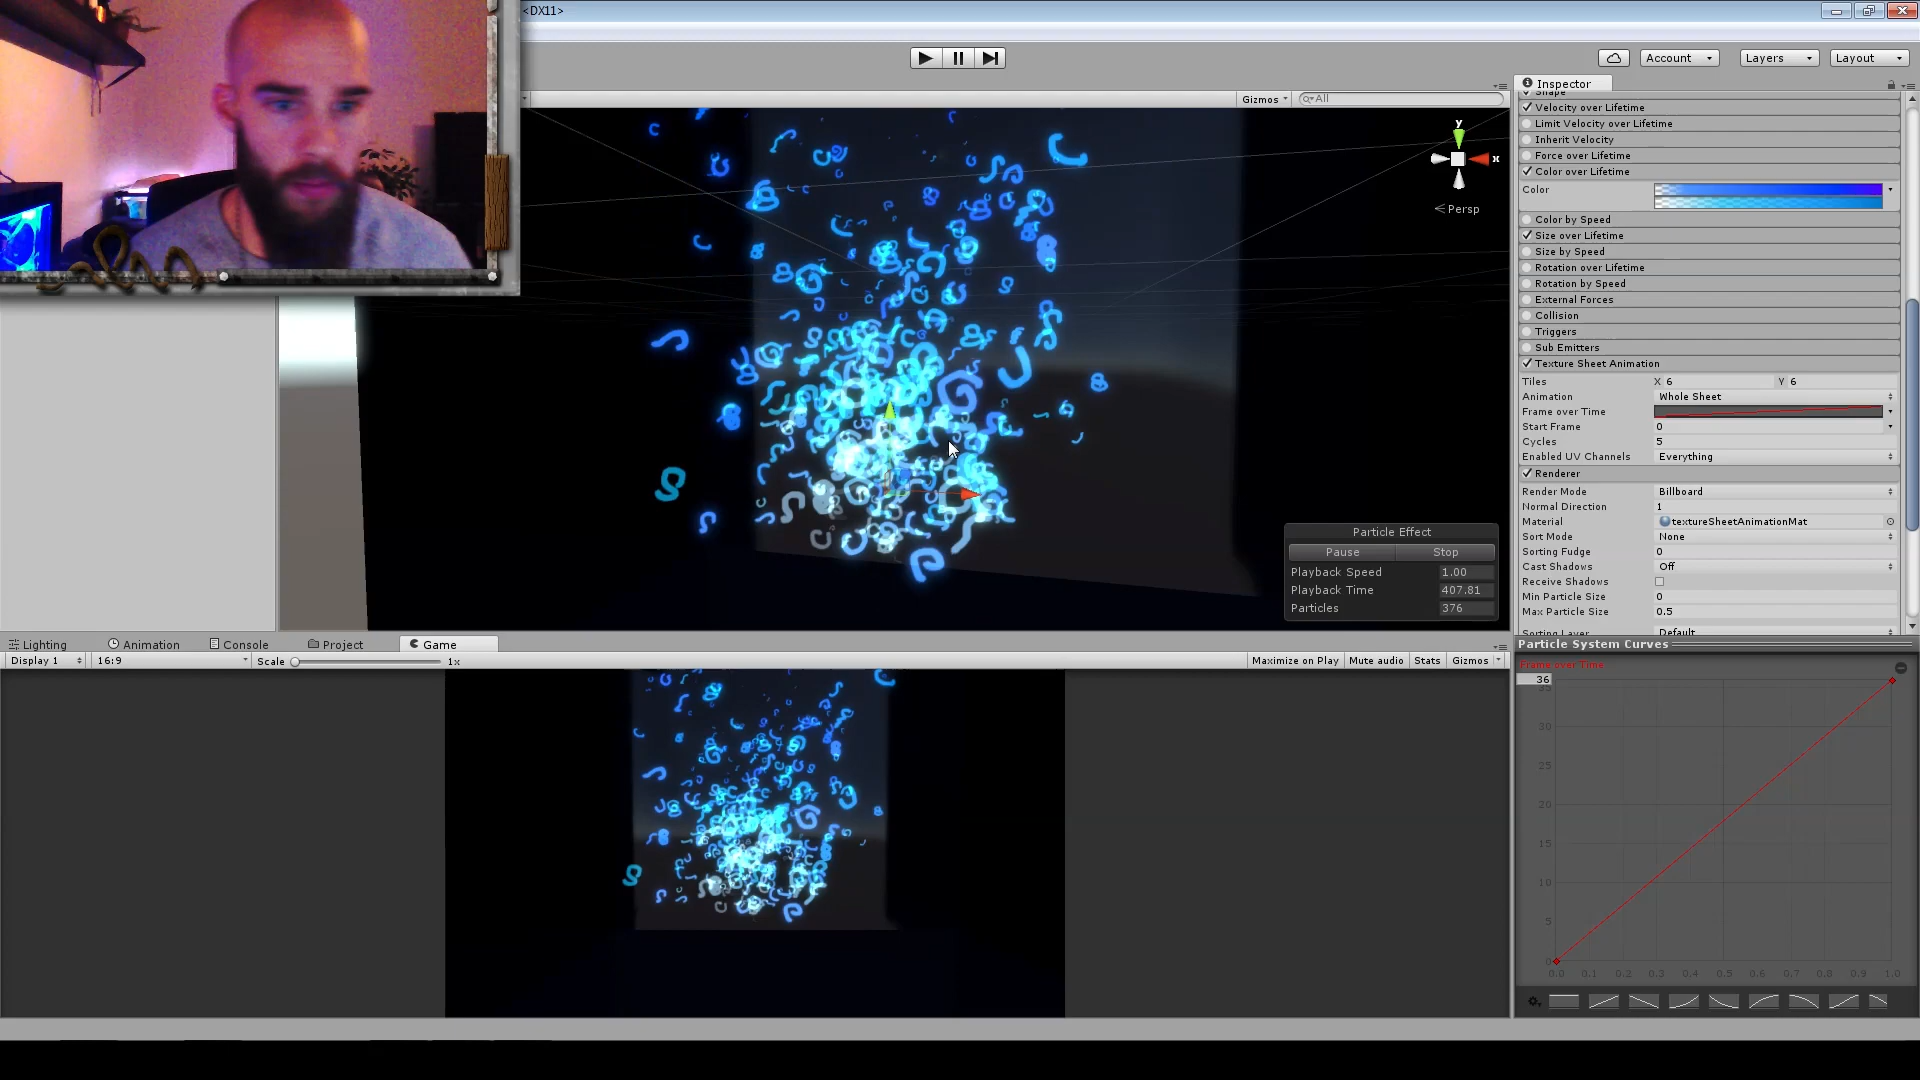 <DX11>
Account
Layers
Layout
Gizmos
All
y
x
Persp
Particle Effect
Pause Stop
Playback Speed 1.00
Playback Time 407.81
Particles 376
Inspector
Shape
Velocity over Lifetime
Limit Velocity over Lifetime
Inherit Velocity
Force over Lifetime
Color over Lifetime
Color
Color by Speed
Size over Lifetime
Size by Speed
Rotation over Lifetime
Rotation by Speed
External Forces
Collision
Triggers
Sub Emitters
Texture Sheet Animation
Tiles X 6 Y 6
Animation Whole Sheet
Frame over Time
Start Frame 0
Cycles 5
Enabled UV Channels Everything
Renderer
Render Mode Billboard
Normal Direction 1
Material textureSheetAnimationMat
Sort Mode None
Sorting Fudge 0
Cast Shadows Off
Receive Shadows
Min Particle Size 0
Max Particle Size 0.5
Sorting Layer Default
Lighting Animation Console Project Game
Display 1 16:9 Scale 1x
Maximize on Play Mute audio Stats Gizmos
Particle System Curves
Frame over Time
36
35
30
25
20
15
10
5
0
0.0 0.1 0.2 0.3 0.4 0.5 0.6 0.7 0.8 0.9 1.0